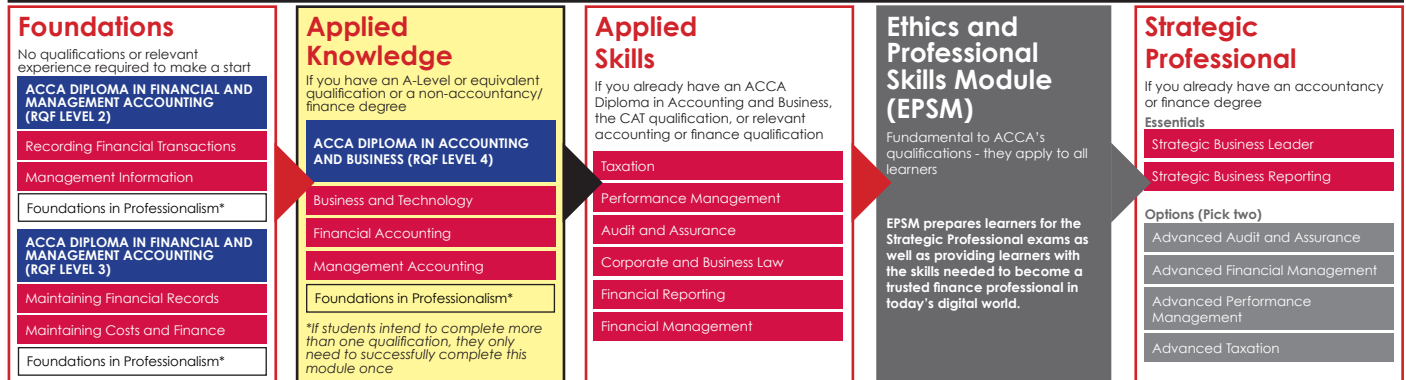 Foundations
No qualifications or relevant
experience required to make a start
ACCA DIPLOMA IN FINANCIAL AND
MANAGEMENT ACCOUNTING
(RQF LEVEL 2)
Recording Financial Transactions
Management Information
Foundations in Professionalism*
ACCA DIPLOMA IN FINANCIAL AND
MANAGEMENT ACCOUNTING
(RQF LEVEL 3)
Maintaining Financial Records
Maintaining Costs and Finance
Foundations in Professionalism*
Applied
Knowledge
If you have an A-Level or equivalent
qualification or a non-accountancy/
finance degree
ACCA DIPLOMA IN ACCOUNTING
AND BUSINESS (RQF LEVEL 4)
Business and Technology
Financial Accounting
Management Accounting
Foundations in Professionalism*
*If students intend to complete more
than one qualification, they only
need to successfully complete this
module once
Applied
Skills
If you already have an ACCA
Diploma in Accounting and Business,
the CAT qualification, or relevant
accounting or finance qualification
Taxation
Performance Management
Audit and Assurance
Corporate and Business Law
Financial Reporting
Financial Management
Ethics and
Professional
Skills Module
(EPSM)
Fundamental to ACCA's
qualifications - they apply to all
learners
EPSM prepares learners for the
Strategic Professional exams as
well as providing learners with
the skills needed to become a
trusted finance professional in
today's digital world.
Strategic
Professional
If you already have an accountancy
or finance degree
Essentials
Strategic Business Leader
Strategic Business Reporting
Options (Pick two)
Advanced Audit and Assurance
Advanced Financial Management
Advanced Performance
Management
Advanced Taxation